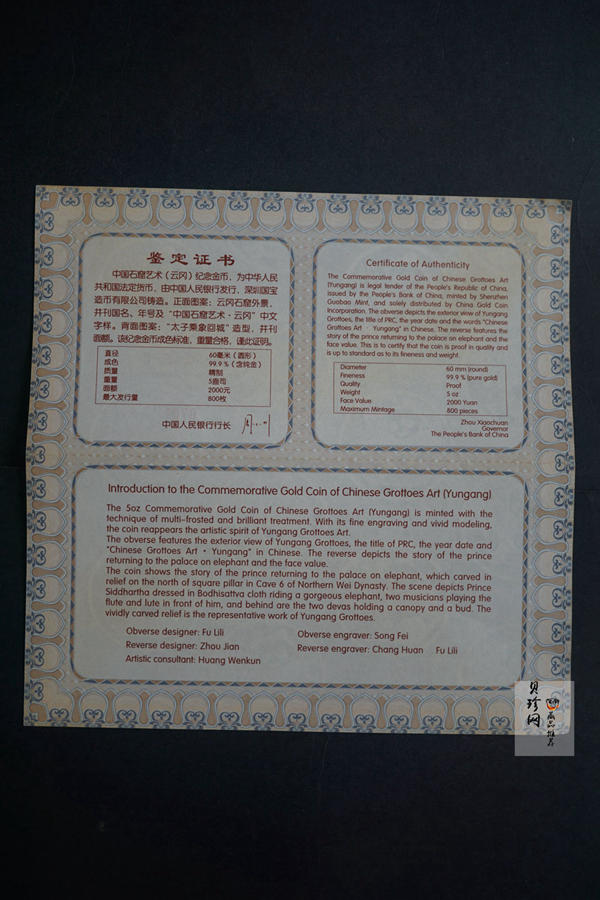 鉴定证书
中国石窟艺术（云冈）纪念金币，为中华人民
共和国法定货币，由中国人民银行发行，深圳国宝
造币有限公司铸造。正面图案：云冈石窟外景，
并刊国名、年号及“中国石窟艺术·云冈”中文
字样。背面图案：“太子乘象回城”造型，并刊
面额。该纪念金币成色标准，重量合格，谨此证明。
直径 60毫米（圆形）
成色 99.9%（含纯金）
质量 精制
重量 5盎司
面额 2000元
最大发行量 800枚
中国人民银行行长
Certificate of Authenticity
The Commemorative Gold Coin of Chinese Grottoes Art
(Yungang) is legal tender of the People's Republic of China,
issued by the People's Bank of China, minted by Shenzhen
Guobao Mint, and solely distributed by China Gold Coin
Incorporation. The obverse depicts the exterior view of Yungang
Grottoes, the title of PRC, the year date and the words "Chinese
Grottoes Art · Yungang" in Chinese. The reverse features the
story of the prince returning to the palace on elephant and the
face value. This is to certify that the coin is proof in quality and
is up to standard as to its fineness and weight.
Diameter 60 mm (round)
Fineness 99.9 % (pure gold)
Quality Proof
Weight 5 oz
Face Value 2000 Yuan
Maximum Mintage 800 pieces
Zhou Xiaochuan
Governor
The People's Bank of China
Introduction to the Commemorative Gold Coin of Chinese Grottoes Art (Yungang)
The 5oz Commemorative Gold Coin of Chinese Grottoes Art (Yungang) is minted with the
technique of multi-frosted and brilliant treatment. With its fine engraving and vivid modeling,
the coin reappears the artistic spirit of Yungang Grottoes Art.
The obverse features the exterior view of Yungang Grottoes, the title of PRC, the year date and
"Chinese Grottoes Art · Yungang" in Chinese. The reverse depicts the story of the prince
returning to the palace on elephant and the face value.
The coin shows the story of the prince returning to the palace on elephant, which carved in
relief on the north of square pillar in Cave 6 of Northern Wei Dynasty. The scene depicts Prince
Siddhartha dressed in Bodhisattva cloth riding a gorgeous elephant, two musicians playing the
flute and lute in front of him, and behind are the two devas holding a canopy and a bud. The
vividly carved relief is the representative work of Yungang Grottoes.
Obverse designer: Fu Lili Obverse engraver: Song Fei
Reverse designer: Zhou Jian Reverse engraver: Chang Huan Fu Lili
Artistic consultant: Huang Wenkun
贝珍网
商品推荐